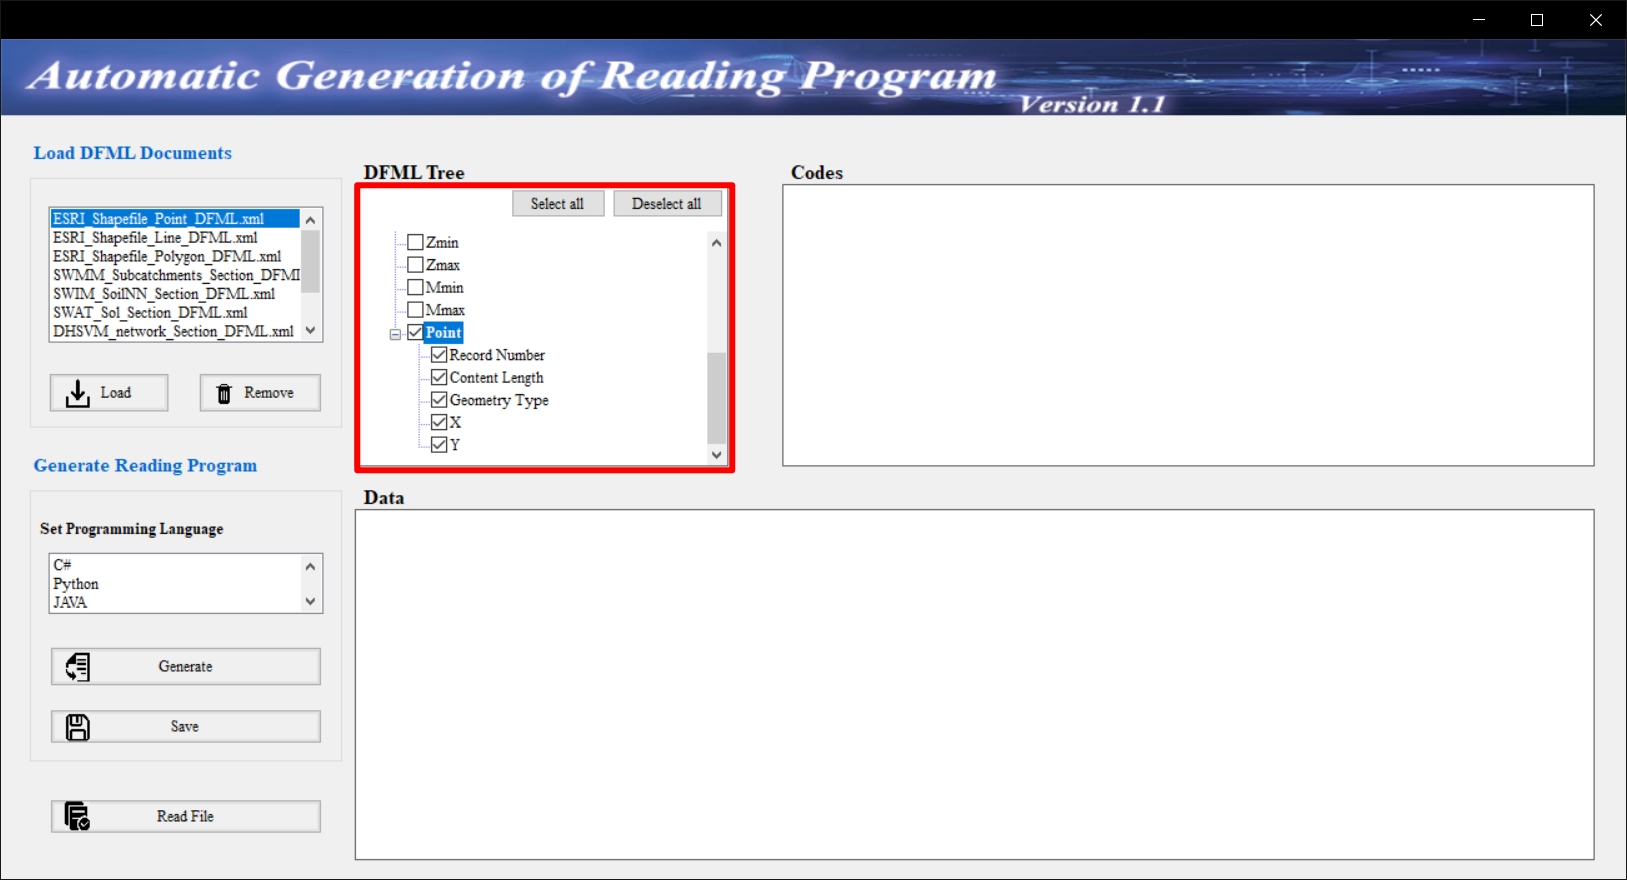 Automatic Generation of Reading Program
Version 1.1
Load DFML Documents
ESRI_Shapefile_Point_DFML.xml
ESRI_Shapefile_Line_DFML.xml
ESRI_Shapefile_Polygon_DFML.xml
SWMM_Subcatchments_Section_DFMI
SWIM_SoilNN_Section_DFML.xml
SWAT_Sol_Section_DFML.xml
DHSVM_network_Section_DFML.xml
Load
Remove
Generate Reading Program
Set Programming Language
C#
Python
JAVA
Generate
Save
Read File
DFML Tree
Select all
Deselect all
Zmin
Zmax
Mmin
Mmax
Point
Record Number
Content Length
Geometry Type
X
Y
Codes
Data